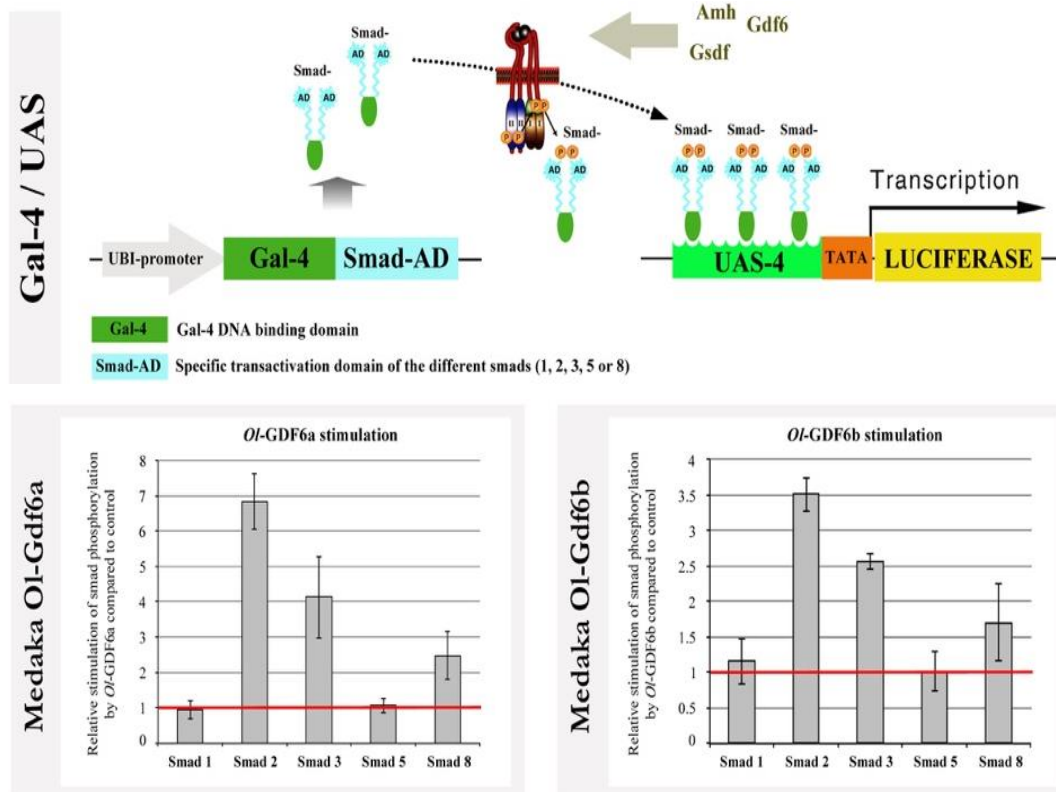 Gal-4 / UAS
Smad-
AD AD
Smad-
AD AD
Amh
Gdf6
Gsdf
II II I I
P P P P
Smad-
P P
AD AD
Smad- Smad- Smad-
P P P P P P
AD AD AD AD AD AD
Transcription
UBI-promoter Gal-4 Smad-AD
UAS-4 TATA LUCIFERASE
Gal-4 Gal-4 DNA binding domain
Smad-AD Specific transactivation domain of the different smads (1, 2, 3, 5 or 8)
Medaka Ol-Gdf6a
Ol-GDF6a stimulation
Relative stimulation of smad phosphorylation
by Ol-GDF6a compared to control
8
7
6
5
4
3
2
1
0
Smad 1 Smad 2 Smad 3 Smad 5 Smad 8
Medaka Ol-Gdf6b
Ol-GDF6b stimulation
Relative stimulation of smad phosphorylation
by Ol-GDF6b compared to control
4
3.5
3
2.5
2
1.5
1
0.5
0
Smad 1 Smad 2 Smad 3 Smad 5 Smad 8